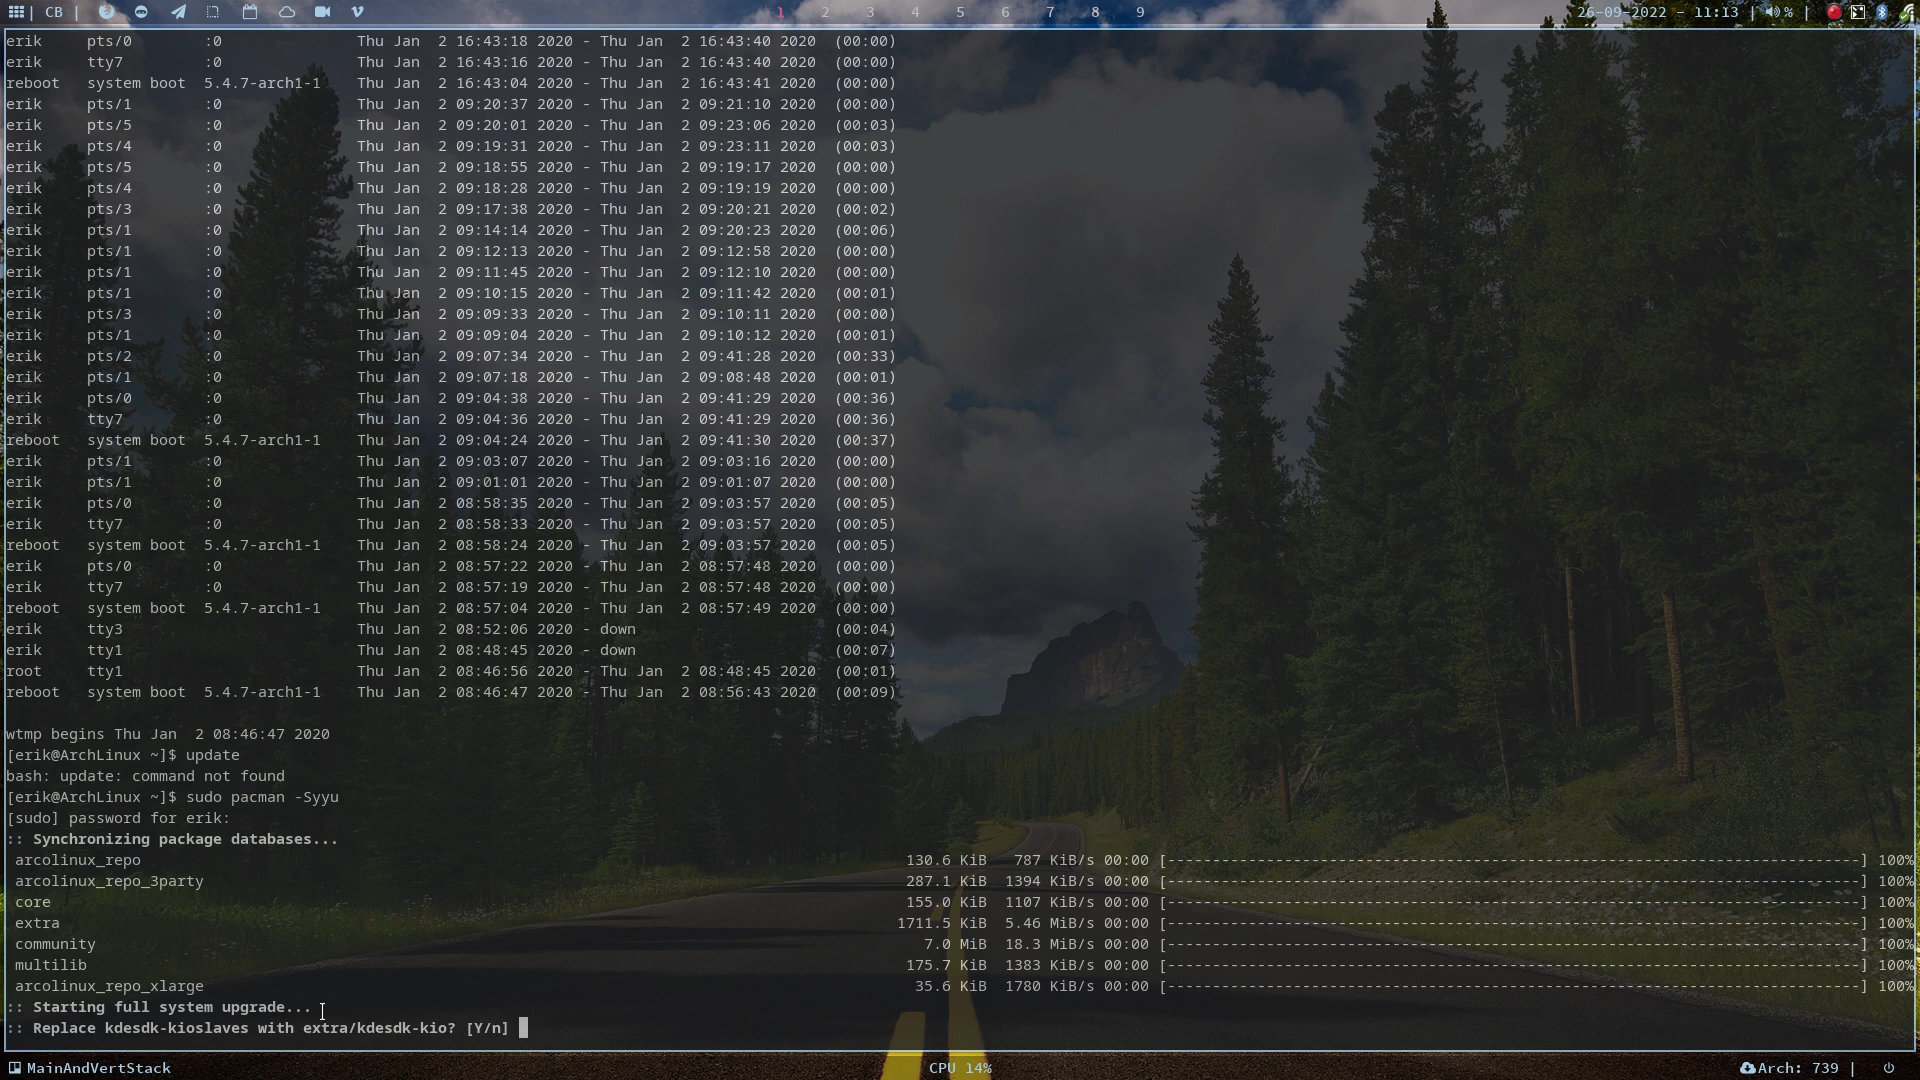 | CB | 1 2 3 4 5 6 7 8 9 26-09-2022 - 11:13 | % |
erik pts/0 :0 Thu Jan 2 16:43:18 2020 - Thu Jan 2 16:43:40 2020 (00:00)
erik tty7 :0 Thu Jan 2 16:43:16 2020 - Thu Jan 2 16:43:40 2020 (00:00)
reboot system boot 5.4.7-arch1-1 Thu Jan 2 16:43:04 2020 - Thu Jan 2 16:43:41 2020 (00:00)
erik pts/1 :0 Thu Jan 2 09:20:37 2020 - Thu Jan 2 09:21:10 2020 (00:00)
erik pts/5 :0 Thu Jan 2 09:20:01 2020 - Thu Jan 2 09:23:06 2020 (00:03)
erik pts/4 :0 Thu Jan 2 09:19:31 2020 - Thu Jan 2 09:23:11 2020 (00:03)
erik pts/5 :0 Thu Jan 2 09:18:55 2020 - Thu Jan 2 09:19:17 2020 (00:00)
erik pts/4 :0 Thu Jan 2 09:18:28 2020 - Thu Jan 2 09:19:19 2020 (00:00)
erik pts/3 :0 Thu Jan 2 09:17:38 2020 - Thu Jan 2 09:20:21 2020 (00:02)
erik pts/1 :0 Thu Jan 2 09:14:14 2020 - Thu Jan 2 09:20:23 2020 (00:06)
erik pts/1 :0 Thu Jan 2 09:12:13 2020 - Thu Jan 2 09:12:58 2020 (00:00)
erik pts/1 :0 Thu Jan 2 09:11:45 2020 - Thu Jan 2 09:12:10 2020 (00:00)
erik pts/1 :0 Thu Jan 2 09:10:15 2020 - Thu Jan 2 09:11:42 2020 (00:01)
erik pts/3 :0 Thu Jan 2 09:09:33 2020 - Thu Jan 2 09:10:11 2020 (00:00)
erik pts/1 :0 Thu Jan 2 09:09:04 2020 - Thu Jan 2 09:10:12 2020 (00:01)
erik pts/2 :0 Thu Jan 2 09:07:34 2020 - Thu Jan 2 09:41:28 2020 (00:33)
erik pts/1 :0 Thu Jan 2 09:07:18 2020 - Thu Jan 2 09:08:48 2020 (00:01)
erik pts/0 :0 Thu Jan 2 09:04:38 2020 - Thu Jan 2 09:41:29 2020 (00:36)
erik tty7 :0 Thu Jan 2 09:04:36 2020 - Thu Jan 2 09:41:29 2020 (00:36)
reboot system boot 5.4.7-arch1-1 Thu Jan 2 09:04:24 2020 - Thu Jan 2 09:41:30 2020 (00:37)
erik pts/1 :0 Thu Jan 2 09:03:07 2020 - Thu Jan 2 09:03:16 2020 (00:00)
erik pts/1 :0 Thu Jan 2 09:01:01 2020 - Thu Jan 2 09:01:07 2020 (00:00)
erik pts/0 :0 Thu Jan 2 08:58:35 2020 - Thu Jan 2 09:03:57 2020 (00:05)
erik tty7 :0 Thu Jan 2 08:58:33 2020 - Thu Jan 2 09:03:57 2020 (00:05)
reboot system boot 5.4.7-arch1-1 Thu Jan 2 08:58:24 2020 - Thu Jan 2 09:03:57 2020 (00:05)
erik pts/0 :0 Thu Jan 2 08:57:22 2020 - Thu Jan 2 08:57:48 2020 (00:00)
erik tty7 :0 Thu Jan 2 08:57:19 2020 - Thu Jan 2 08:57:48 2020 (00:00)
reboot system boot 5.4.7-arch1-1 Thu Jan 2 08:57:04 2020 - Thu Jan 2 08:57:49 2020 (00:00)
erik tty3 Thu Jan 2 08:52:06 2020 - down (00:04)
erik tty1 Thu Jan 2 08:48:45 2020 - down (00:07)
root tty1 Thu Jan 2 08:46:56 2020 - Thu Jan 2 08:48:45 2020 (00:01)
reboot system boot 5.4.7-arch1-1 Thu Jan 2 08:46:47 2020 - Thu Jan 2 08:56:43 2020 (00:09)
wtmp begins Thu Jan 2 08:46:47 2020
[erik@ArchLinux ~]$ update
bash: update: command not found
[erik@ArchLinux ~]$ sudo pacman -Syyu
[sudo] password for erik:
:: Synchronizing package databases...
arcolinux_repo 130.6 KiB 787 KiB/s 00:00 [-----------------------------------------------------------------------------] 100%
arcolinux_repo_3party 287.1 KiB 1394 KiB/s 00:00 [-----------------------------------------------------------------------------] 100%
core 155.0 KiB 1107 KiB/s 00:00 [-----------------------------------------------------------------------------] 100%
extra 1711.5 KiB 5.46 MiB/s 00:00 [-----------------------------------------------------------------------------] 100%
community 7.0 MiB 18.3 MiB/s 00:00 [-----------------------------------------------------------------------------] 100%
multilib 175.7 KiB 1383 KiB/s 00:00 [-----------------------------------------------------------------------------] 100%
arcolinux_repo_xlarge 35.6 KiB 1780 KiB/s 00:00 [-----------------------------------------------------------------------------] 100%
:: Starting full system upgrade...
:: Replace kdesdk-kioslaves with extra/kdesdk-kio? [Y/n]
MainAndVertStack CPU 14% Arch: 739 |